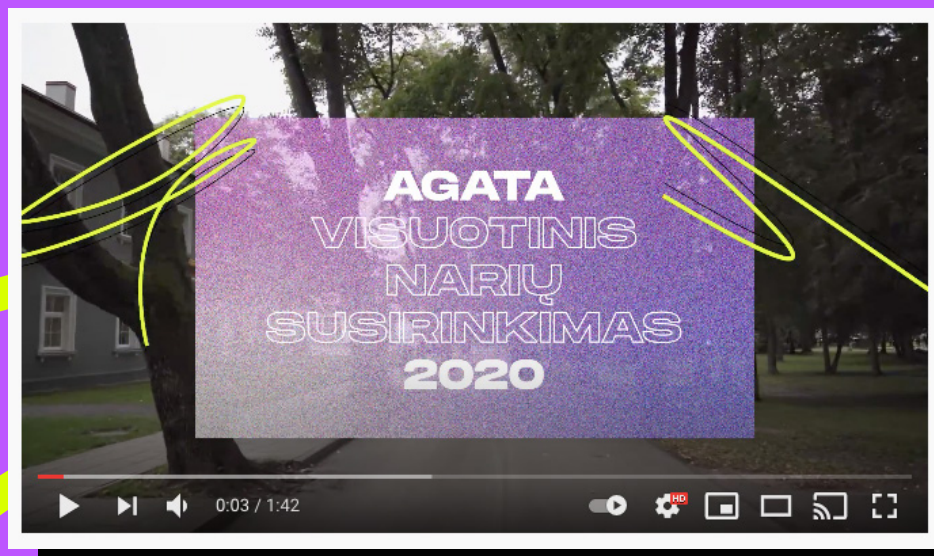 AGATA
VISUOTINIS
NARIŲ
SUSIRINKIMAS
2020
0:03 / 1:42
HD